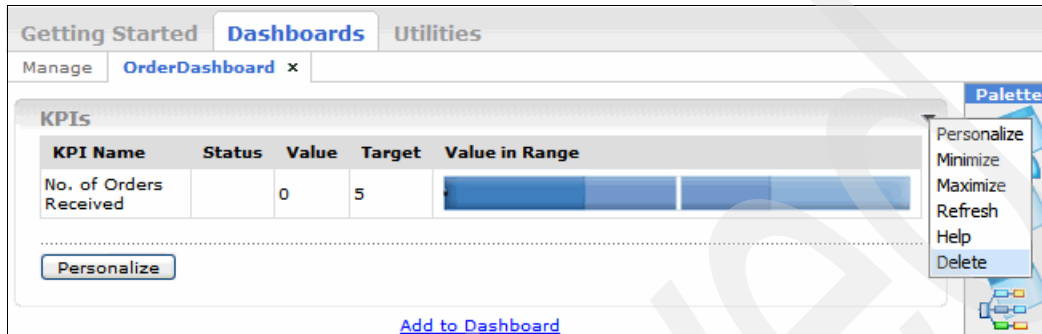 Getting Started Dashboards Utilities
Manage OrderDashboard ×
Palette
KPIs
KPI Name Status Value Target Value in Range
No. of Orders
Received
0 5
Personalize
Minimize
Maximize
Refresh
Help
Delete
Personalize
Add to Dashboard